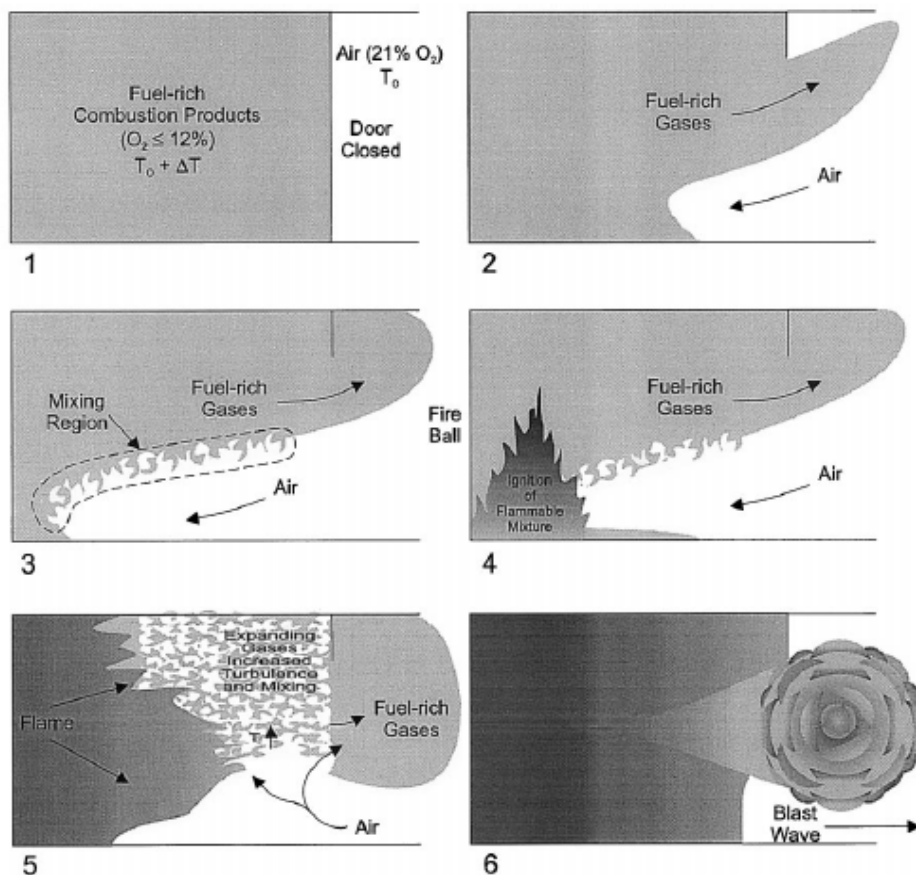 Fuel-rich
Combustion Products
(O₂ ≤ 12%)
T₀ + ΔT
Air (21% O₂)
T₀
Door
Closed
1
Fuel-rich
Gases
Air
2
Mixing
Region
Fuel-rich
Gases
Air
3
Fire
Ball
Fuel-rich
Gases
Ignition
of
Flammable
Mixture
Air
4
Expanding
Gases
Increased
Turbulence
and Mixing
Flame
Fuel-rich
Gases
Air
5
Blast
Wave
6